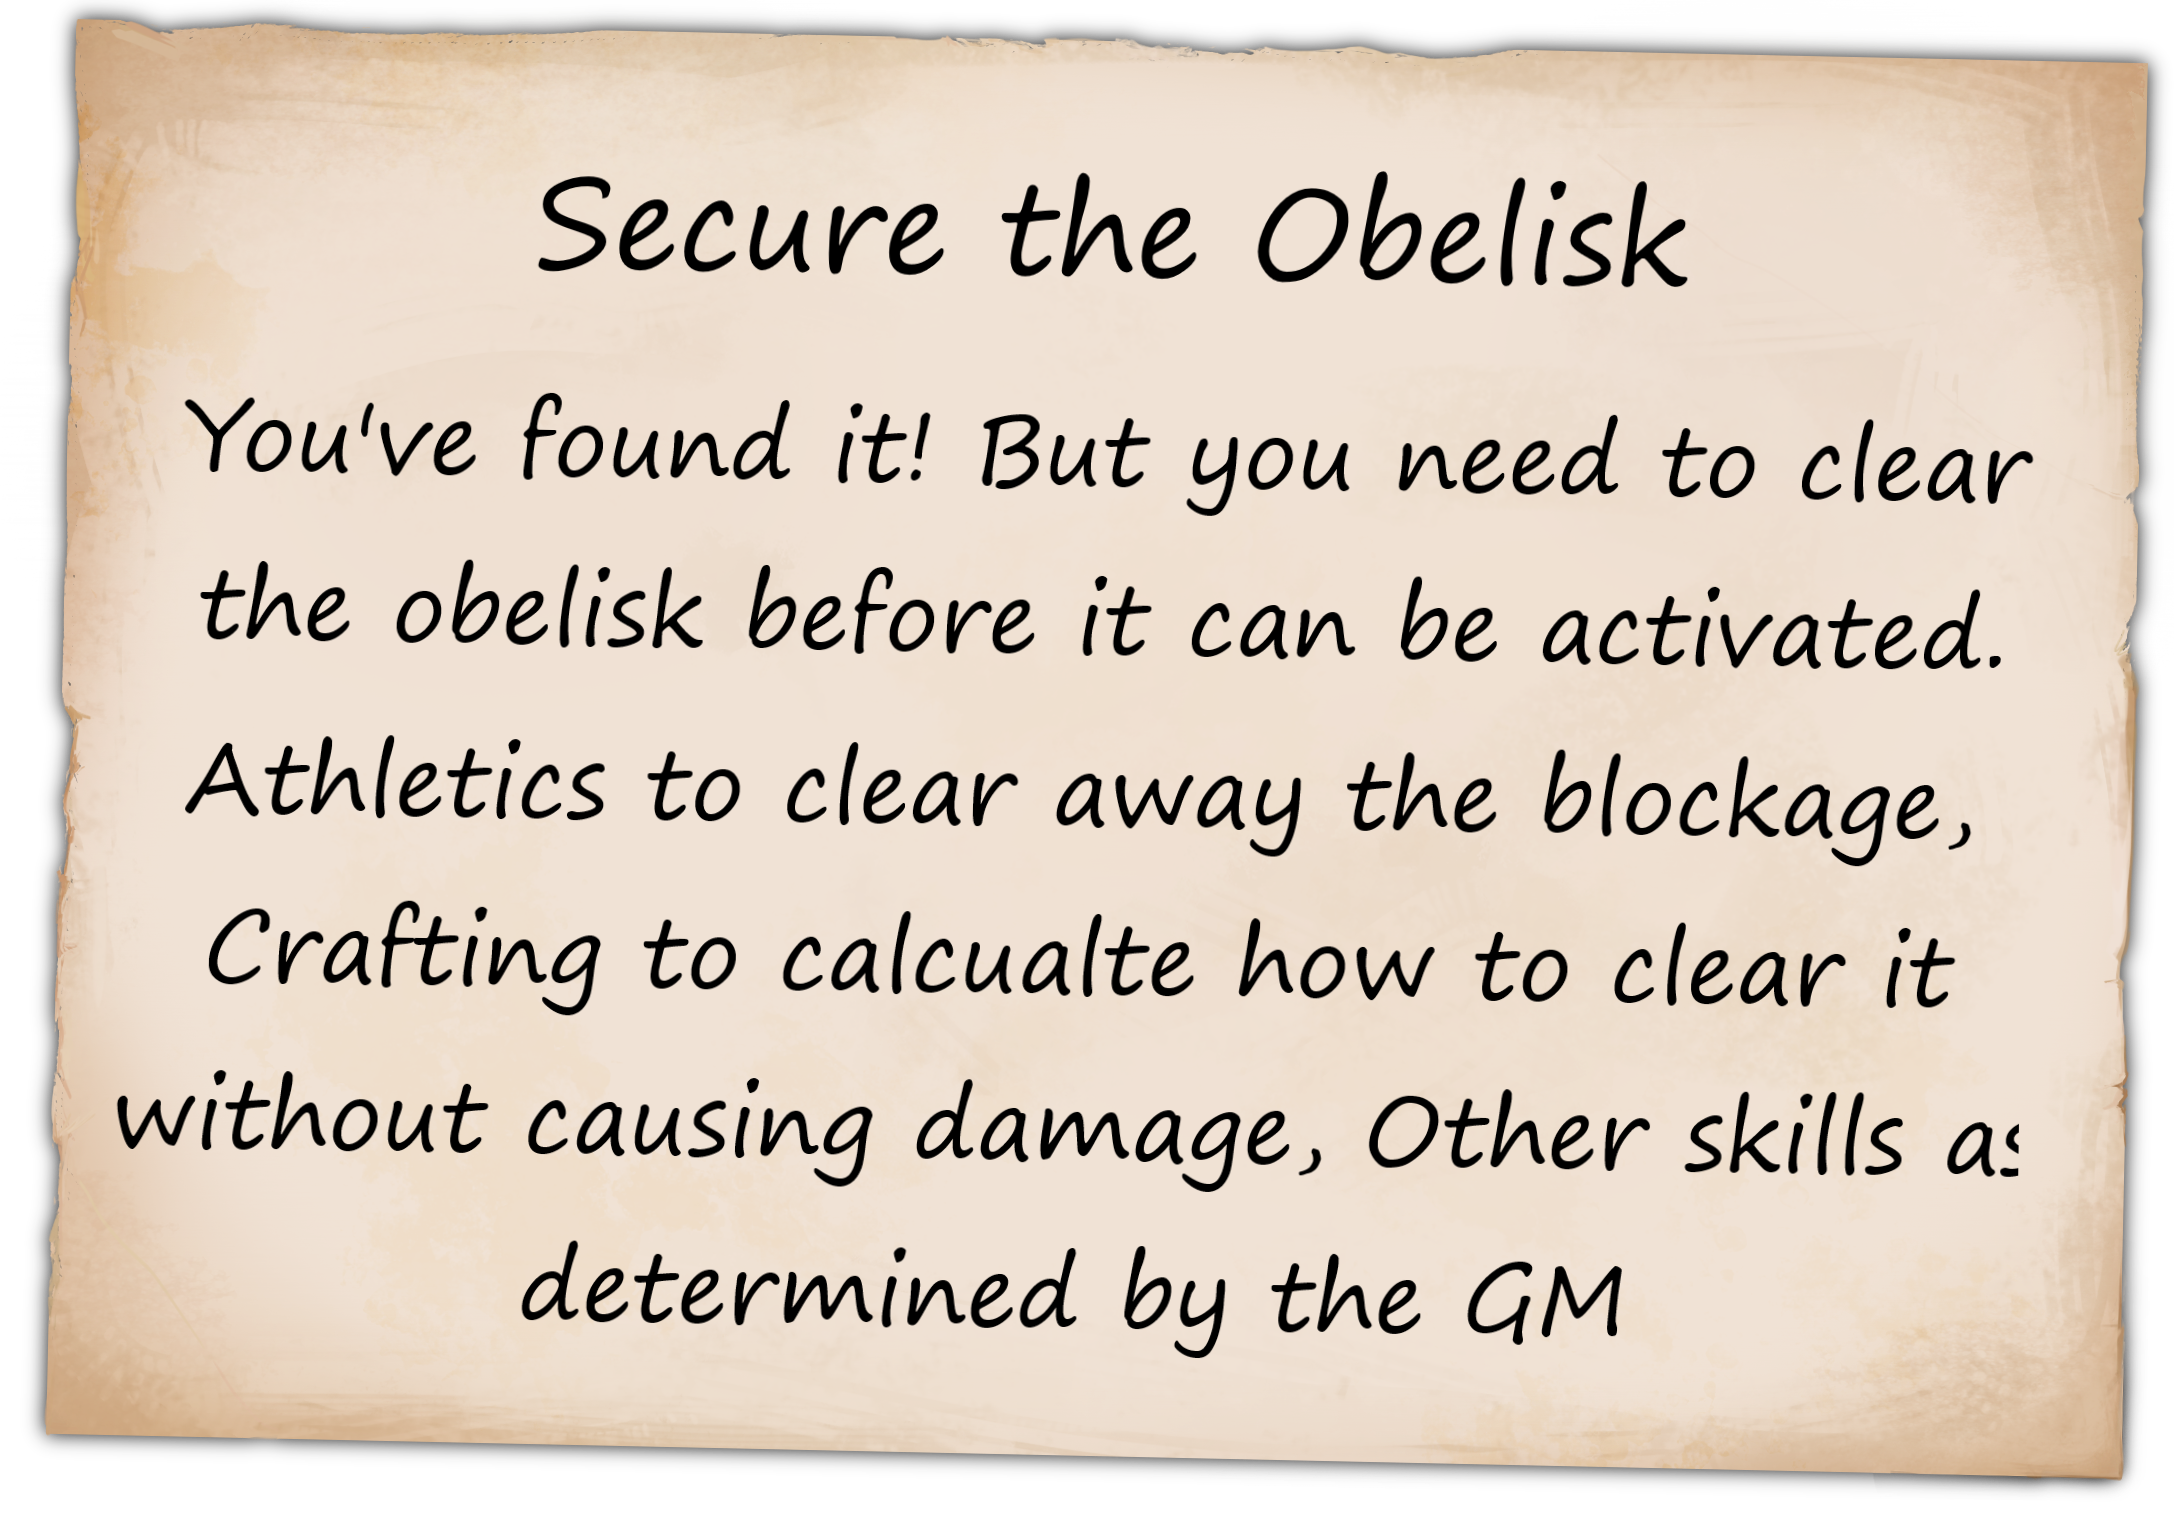 Secure the Obelisk
You've found it! But you need to clear
the obelisk before it can be activated.
Athletics to clear away the blockage,
Crafting to calcualte how to clear it
without causing damage, Other skills as
determined by the GM